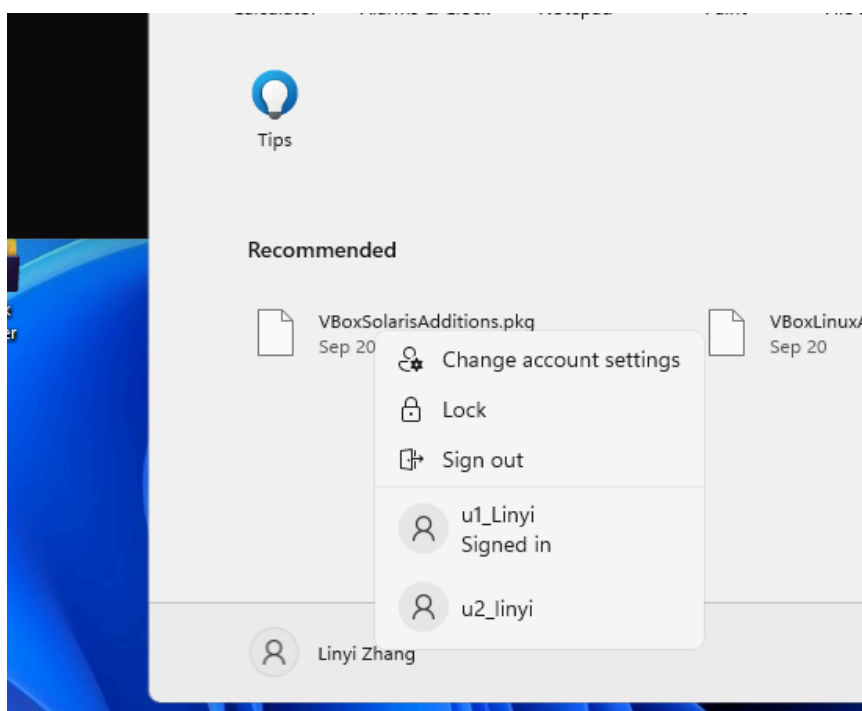 Tips
Recommended
VBoxSolarisAdditions.pkg
Sep 20
VBoxLinuxA
Sep 20
Change account settings
Lock
Sign out
u1_Linyi
Signed in
u2_linyi
Linyi Zhang